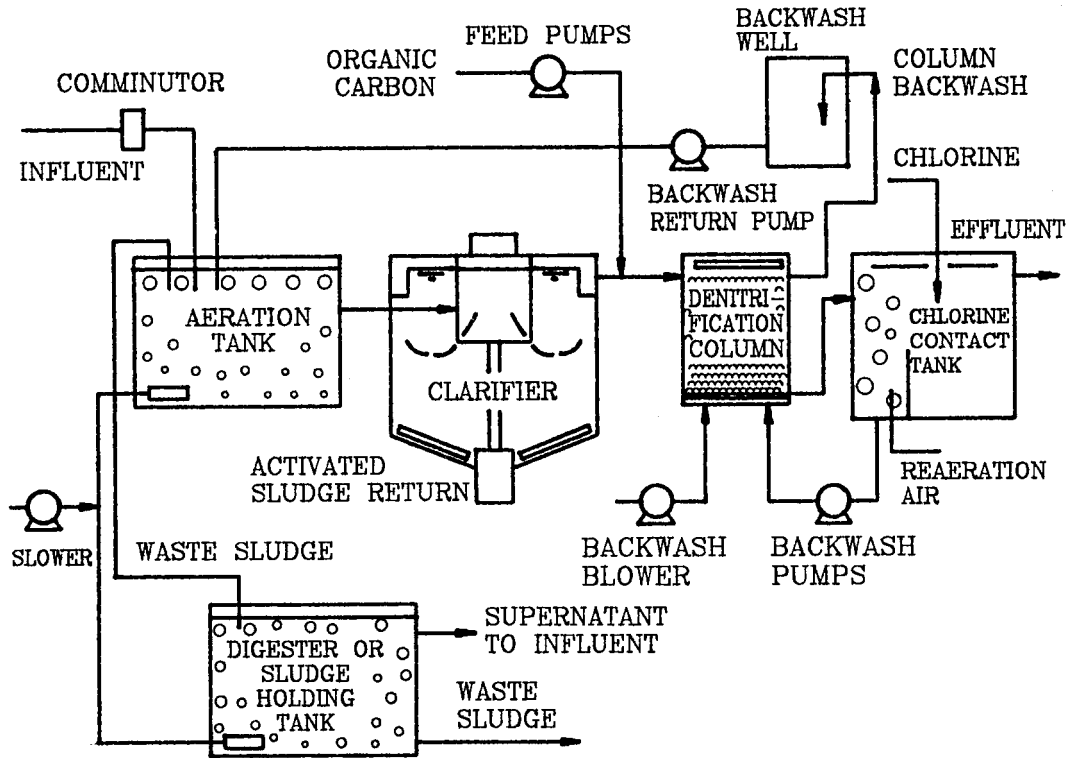 BACKWASH
WELL
FEED PUMPS
ORGANIC
CARBON
COLUMN
BACKWASH
COMMINUTOR
INFLUENT
CHLORINE
BACKWASH
RETURN PUMP
EFFLUENT
AERATION
TANK
DENITRI-
FICATION
COLUMN
CHLORINE
CONTACT
TANK
CLARIFIER
ACTIVATED
SLUDGE RETURN
REAERATION
AIR
SLOWER
WASTE SLUDGE
BACKWASH
BLOWER
BACKWASH
PUMPS
SUPERNATANT
TO INFLUENT
DIGESTER OR
SLUDGE
HOLDING
TANK
WASTE
SLUDGE